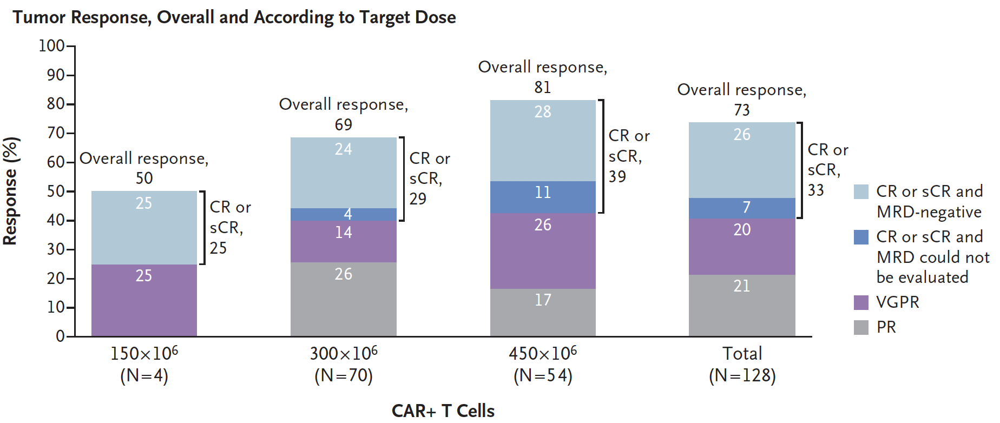 Tumor Response, Overall and According to Target Dose
Response (%)
100
90
80
70
60
50
40
30
20
10
0
Overall response,
50
25
25
CR or
sCR,
25
150×10⁶
(N=4)
Overall response,
69
24
4
14
26
CR or
sCR,
29
300×10⁶
(N=70)
Overall response,
81
28
11
26
17
CR or
sCR,
39
450×10⁶
(N=54)
Overall response,
73
26
7
20
21
CR or
sCR,
33
Total
(N=128)
CAR+ T Cells
CR or sCR and
MRD-negative
CR or sCR and
MRD could not
be evaluated
VGPR
PR